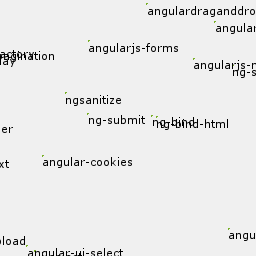 angulardraganddro
angular
angularjs-forms
actory
agination
lay
angularjs-r
ng-s
ngsanitize
ng-submit
ng-bind
ng-bind-html
er
angular-cookies
xt
angu
oload
angular-ui-select